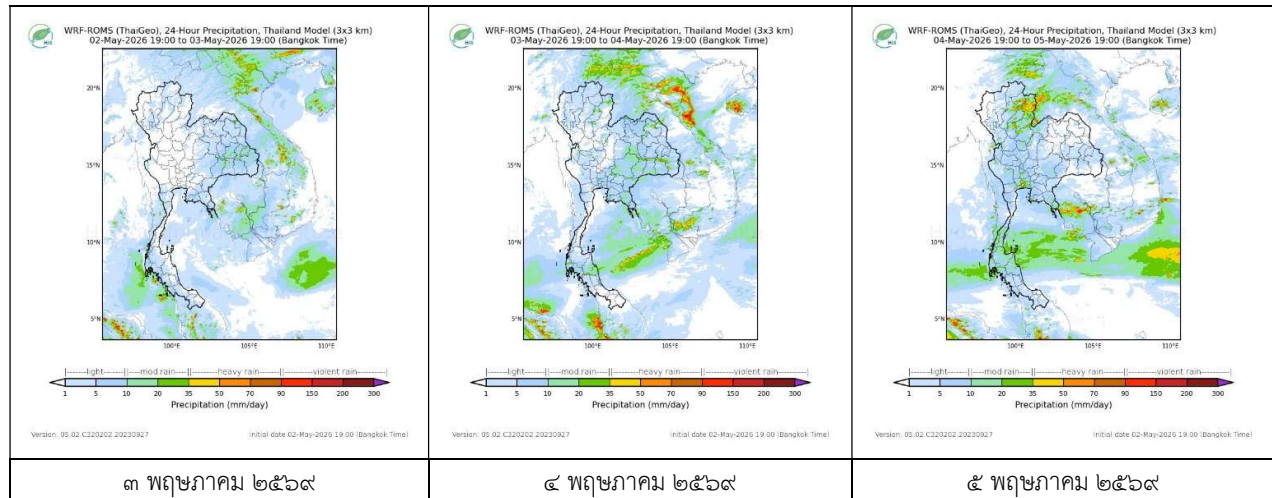 WRF-ROMS (ThaiGeo), 24-Hour Precipitation, Thailand Model (3x3 km)
02-May-2026 19:00 to 03-May-2026 19:00 (Bangkok Time)
20°N
15°N
10°N
5°N
100°E 105°E 110°E
|-------light-------||----mod rain----||-------heavy rain-------||-------violent rain-------|
1 5 10 20 35 50 70 90 150 200 300
Precipitation (mm/day)
Version: 05.02.C320202.20230927 initial date 02-May-2026 19:00 (Bangkok Time)
๓ พฤษภาคม ๒๕๖๙
WRF-ROMS (ThaiGeo), 24-Hour Precipitation, Thailand Model (3x3 km)
03-May-2026 19:00 to 04-May-2026 19:00 (Bangkok Time)
20°N
15°N
10°N
5°N
100°E 105°E 110°E
|-------light-------||----mod rain----||-------heavy rain-------||-------violent rain-------|
1 5 10 20 35 50 70 90 150 200 300
Precipitation (mm/day)
Version: 05.02.C320202.20230927 initial date 02-May-2026 19:00 (Bangkok Time)
๔ พฤษภาคม ๒๕๖๙
WRF-ROMS (ThaiGeo), 24-Hour Precipitation, Thailand Model (3x3 km)
04-May-2026 19:00 to 05-May-2026 19:00 (Bangkok Time)
20°N
15°N
10°N
5°N
100°E 105°E 110°E
|-------light-------||----mod rain----||-------heavy rain-------||-------violent rain-------|
1 5 10 20 35 50 70 90 150 200 300
Precipitation (mm/day)
Version: 05.02.C320202.20230927 initial date 02-May-2026 19:00 (Bangkok Time)
๕ พฤษภาคม ๒๕๖๙